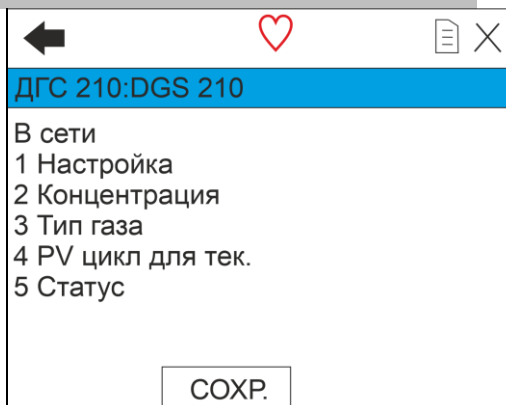 ДГС 210:DGS 210
В сети
1 Настройка
2 Концентрация
3 Тип газа
4 PV цикл для тек.
5 Статус
СОХР.